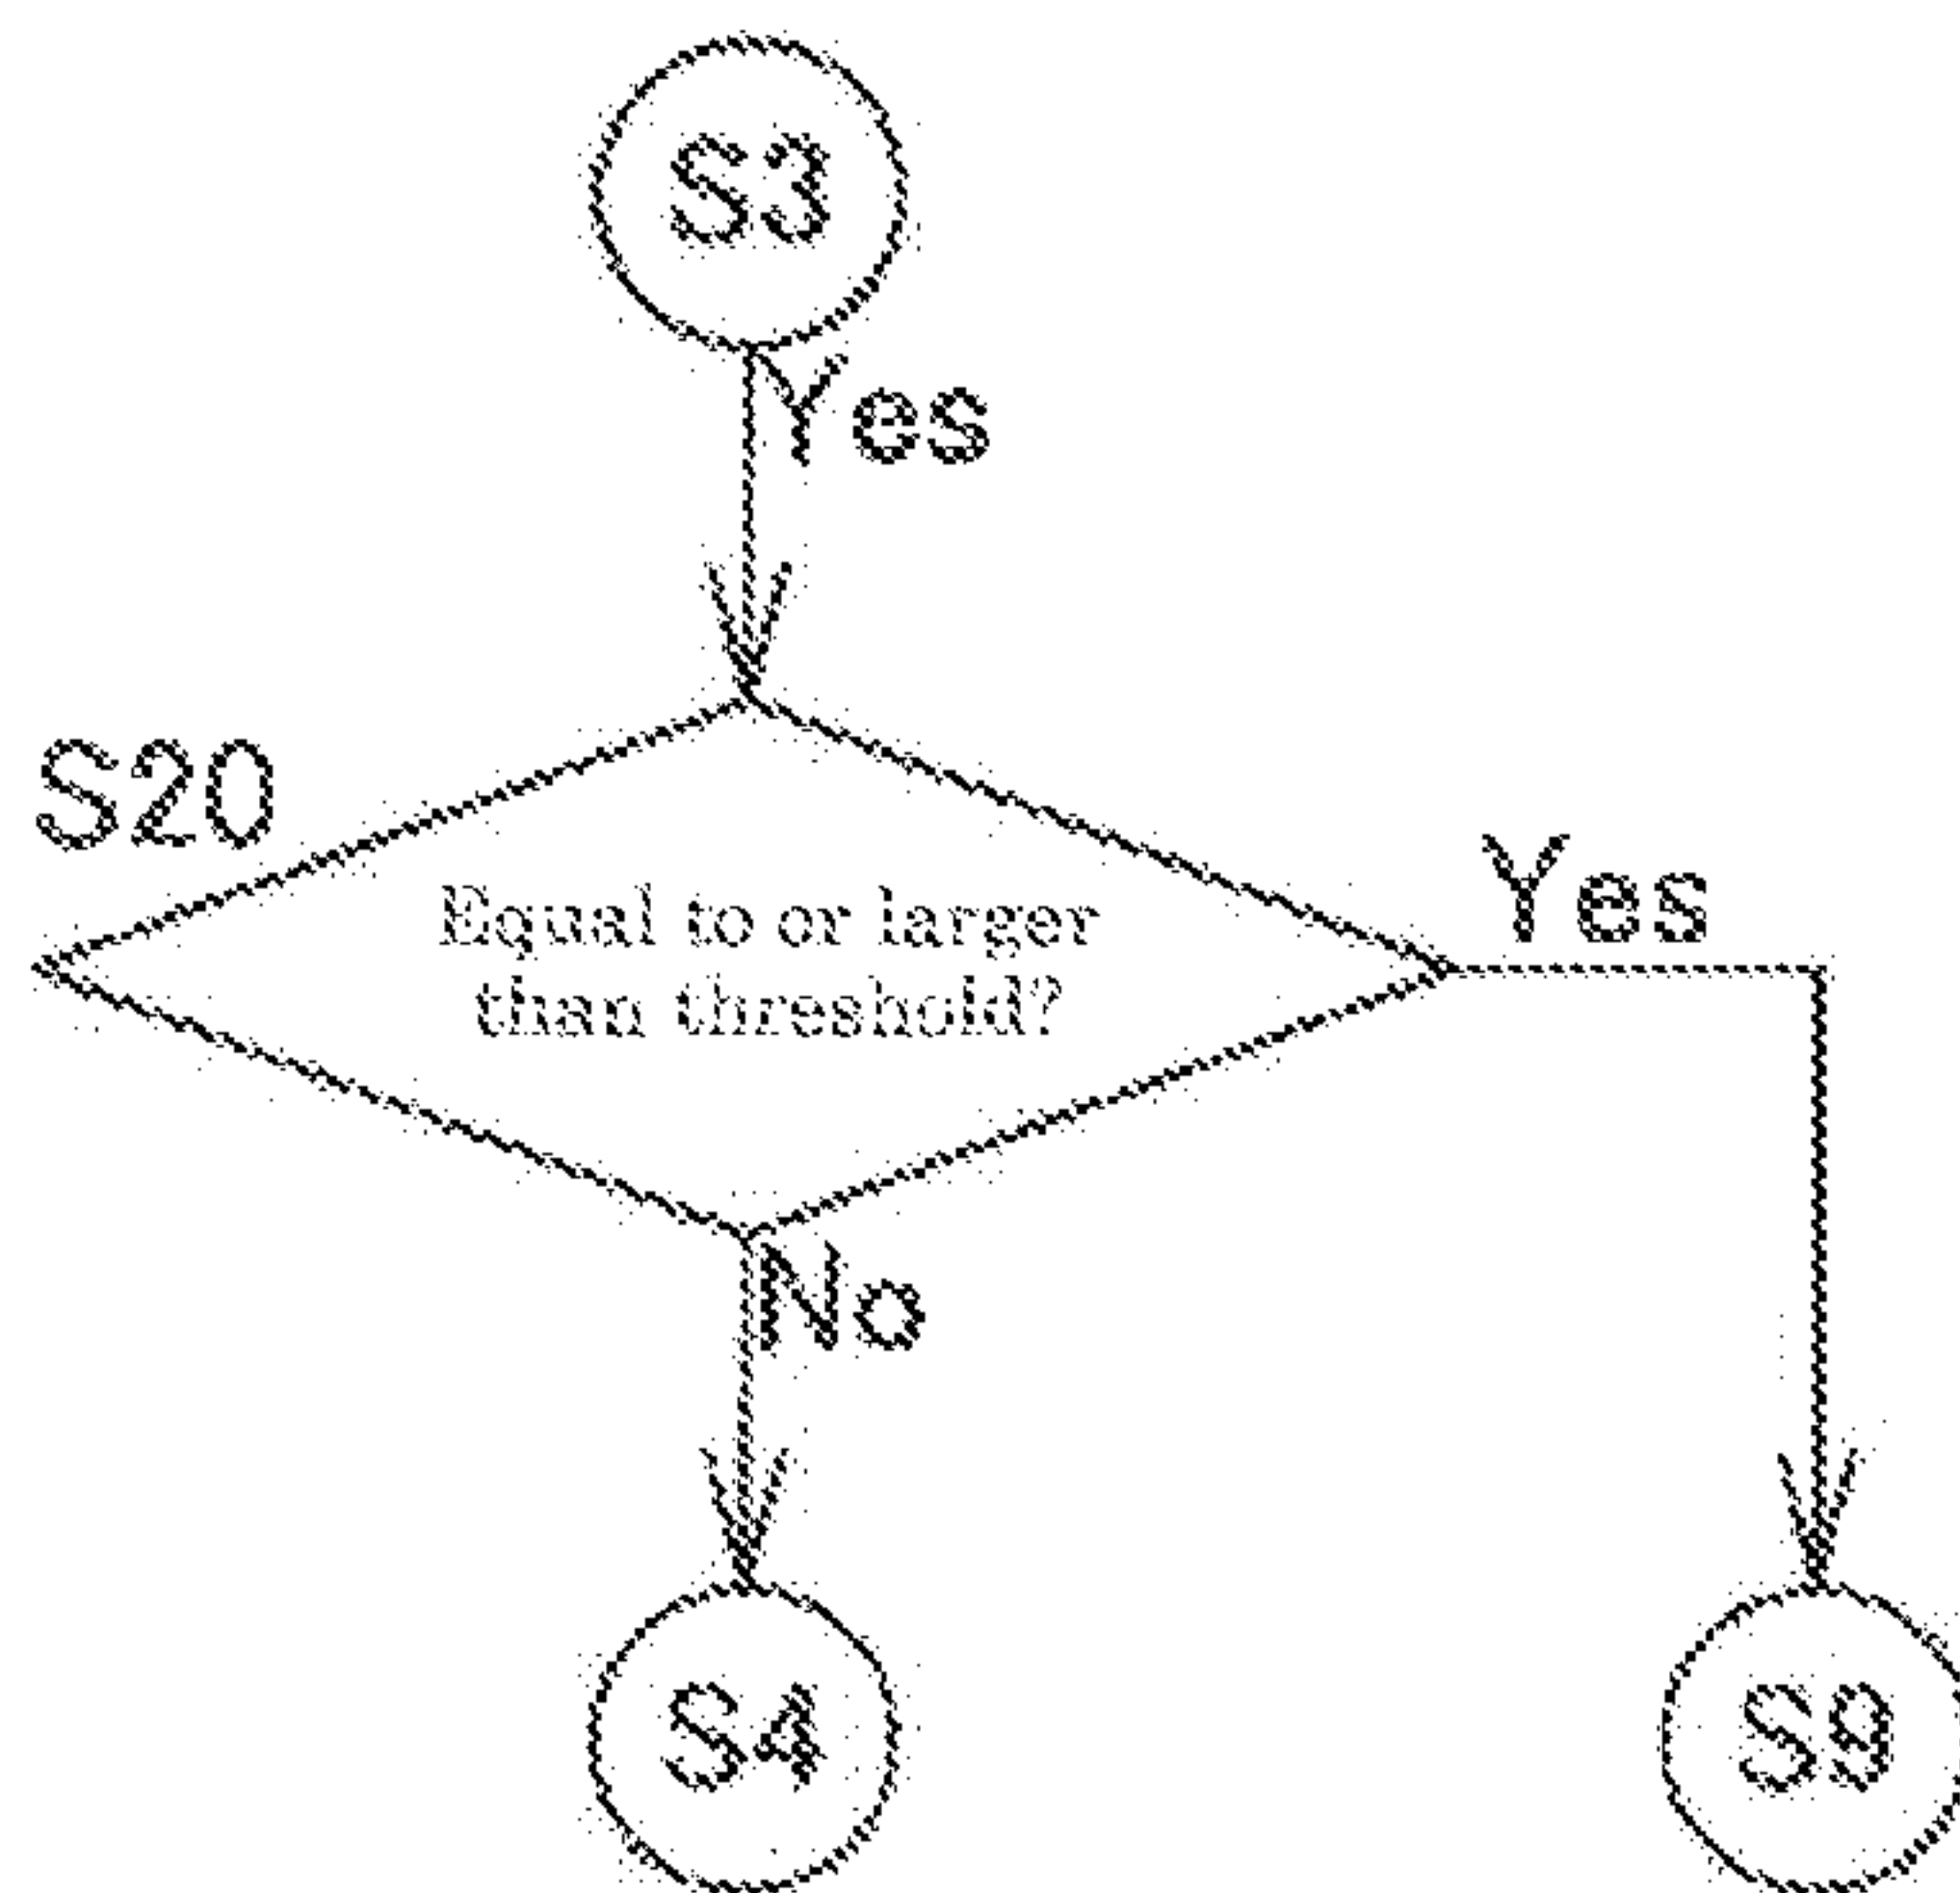 S3
Yes
S20
Equal to or larger
than threshold?
Yes
No
S4
S9